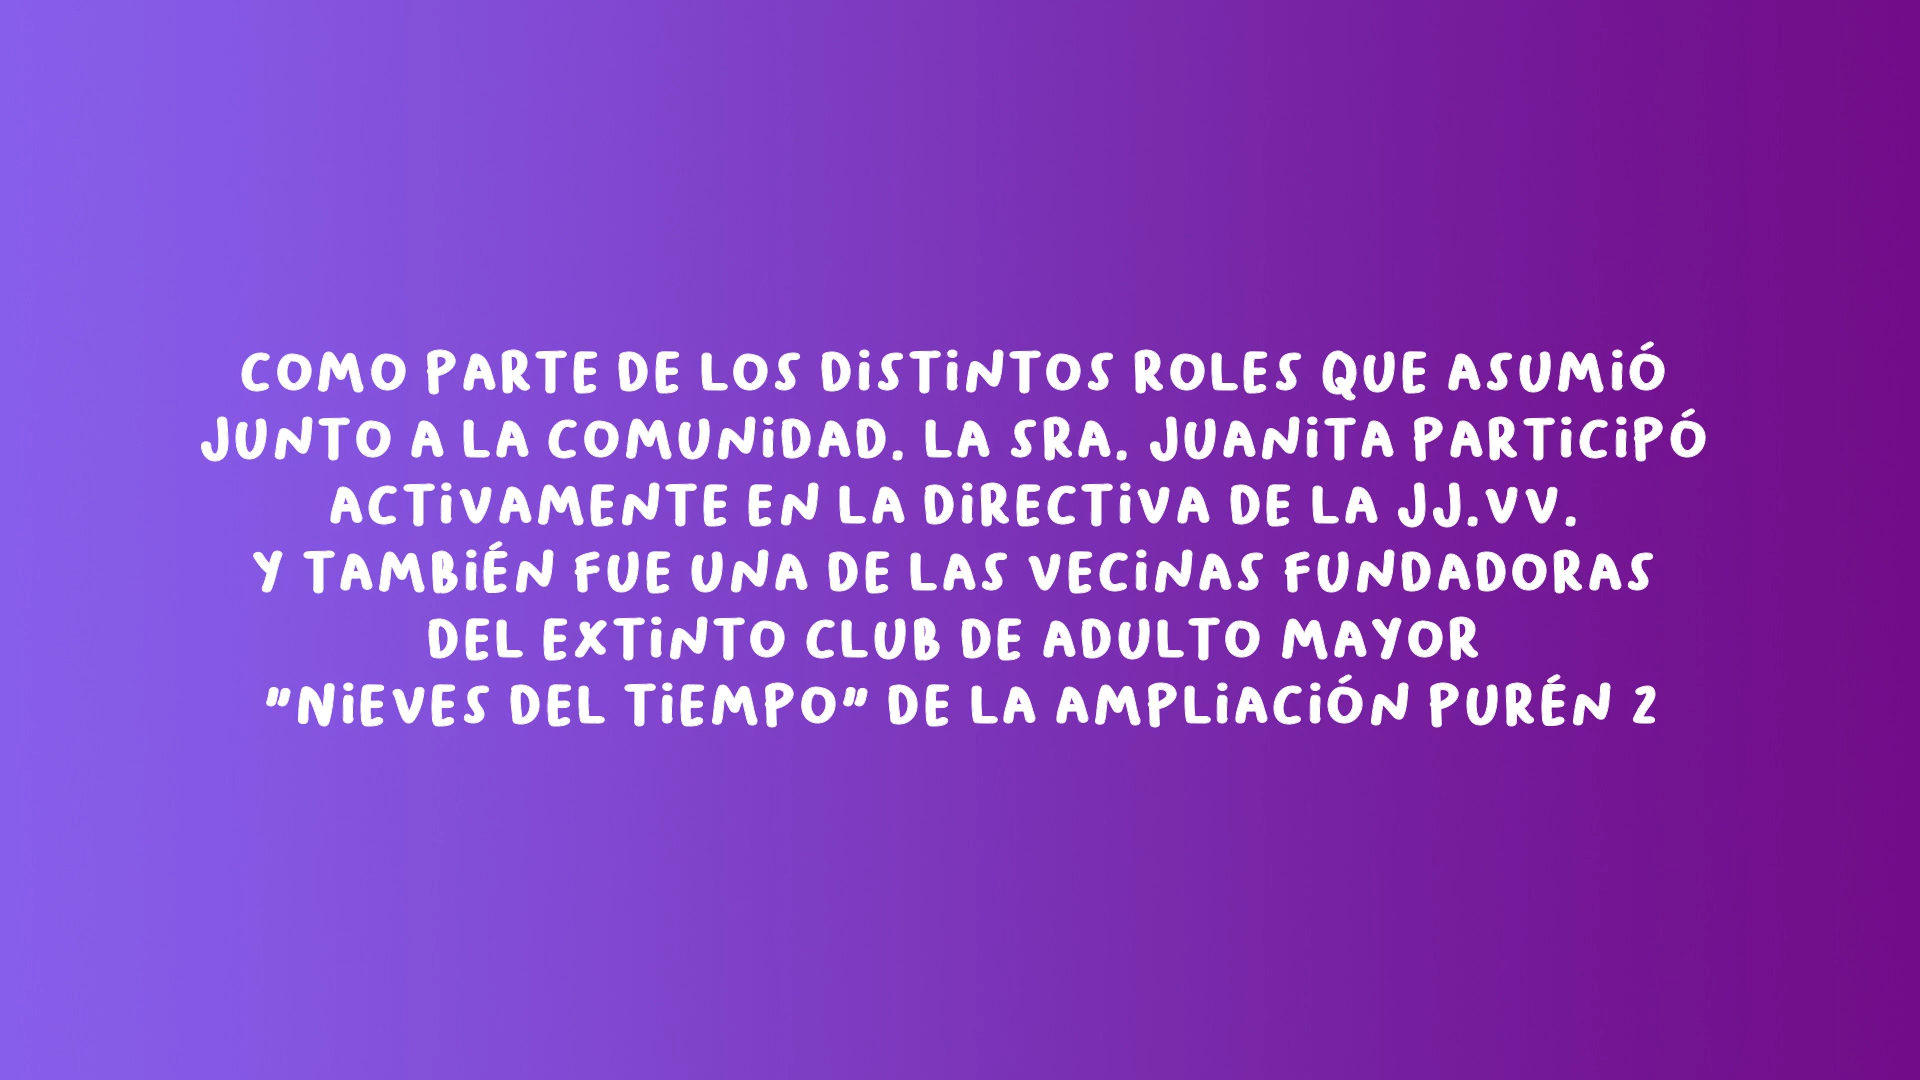 COMO PARTE DE LOS DISTINTOS ROLES QUE ASUMIÓ
JUNTO A LA COMUNIDAD. LA SRA. JUANITA PARTICIPÓ
ACTIVAMENTE EN LA DIRECTIVA DE LA JJ.VV.
Y TAMBIÉN FUE UNA DE LAS VECINAS FUNDADORAS
DEL EXTINTO CLUB DE ADULTO MAYOR
"NIEVES DEL TIEMPO" DE LA AMPLIACIÓN PURÉN 2